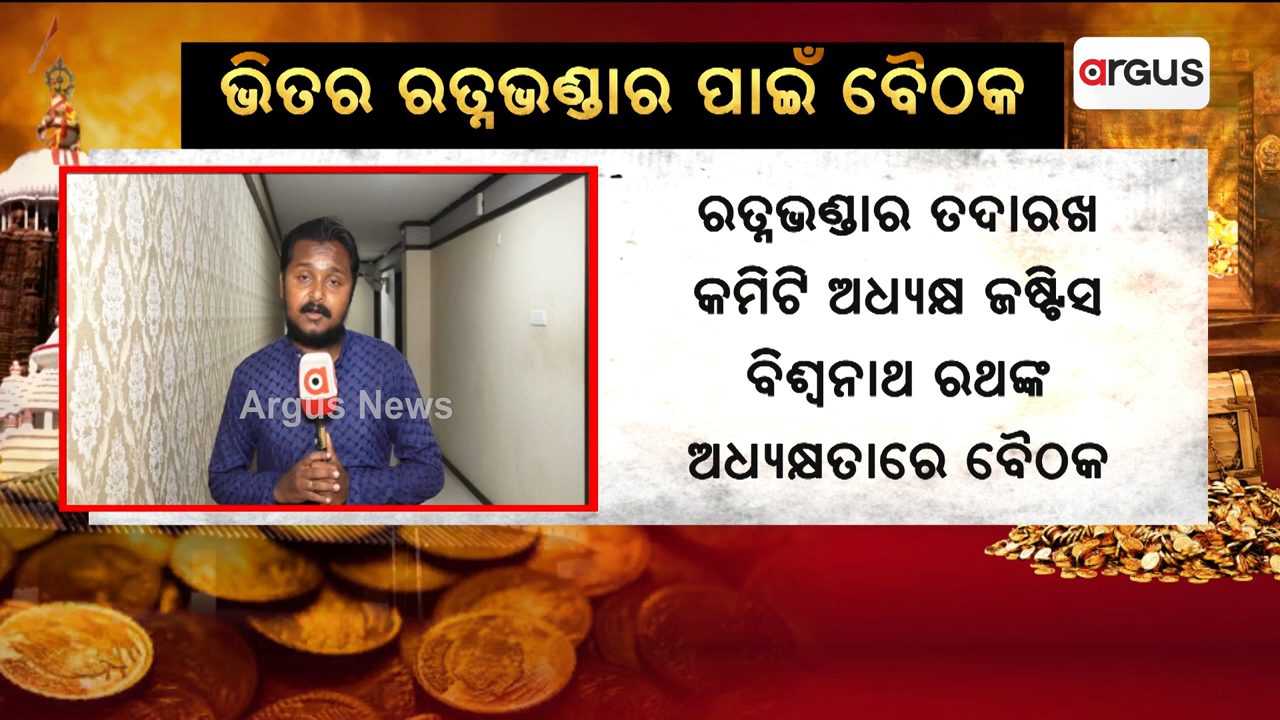 ଭିତର ରତ୍ନଭଣ୍ଡାର ପାଇଁ ବୈଠକ
argus
ରତ୍ନଭଣ୍ଡାର ତଦାରଖ
କମିଟି ଅଧ୍ୟକ୍ଷ ଜଷ୍ଟିସ
ବିଶ୍ୱନାଥ ରଥଙ୍କ
ଅଧ୍ୟକ୍ଷତାରେ ବୈଠକ
Argus News